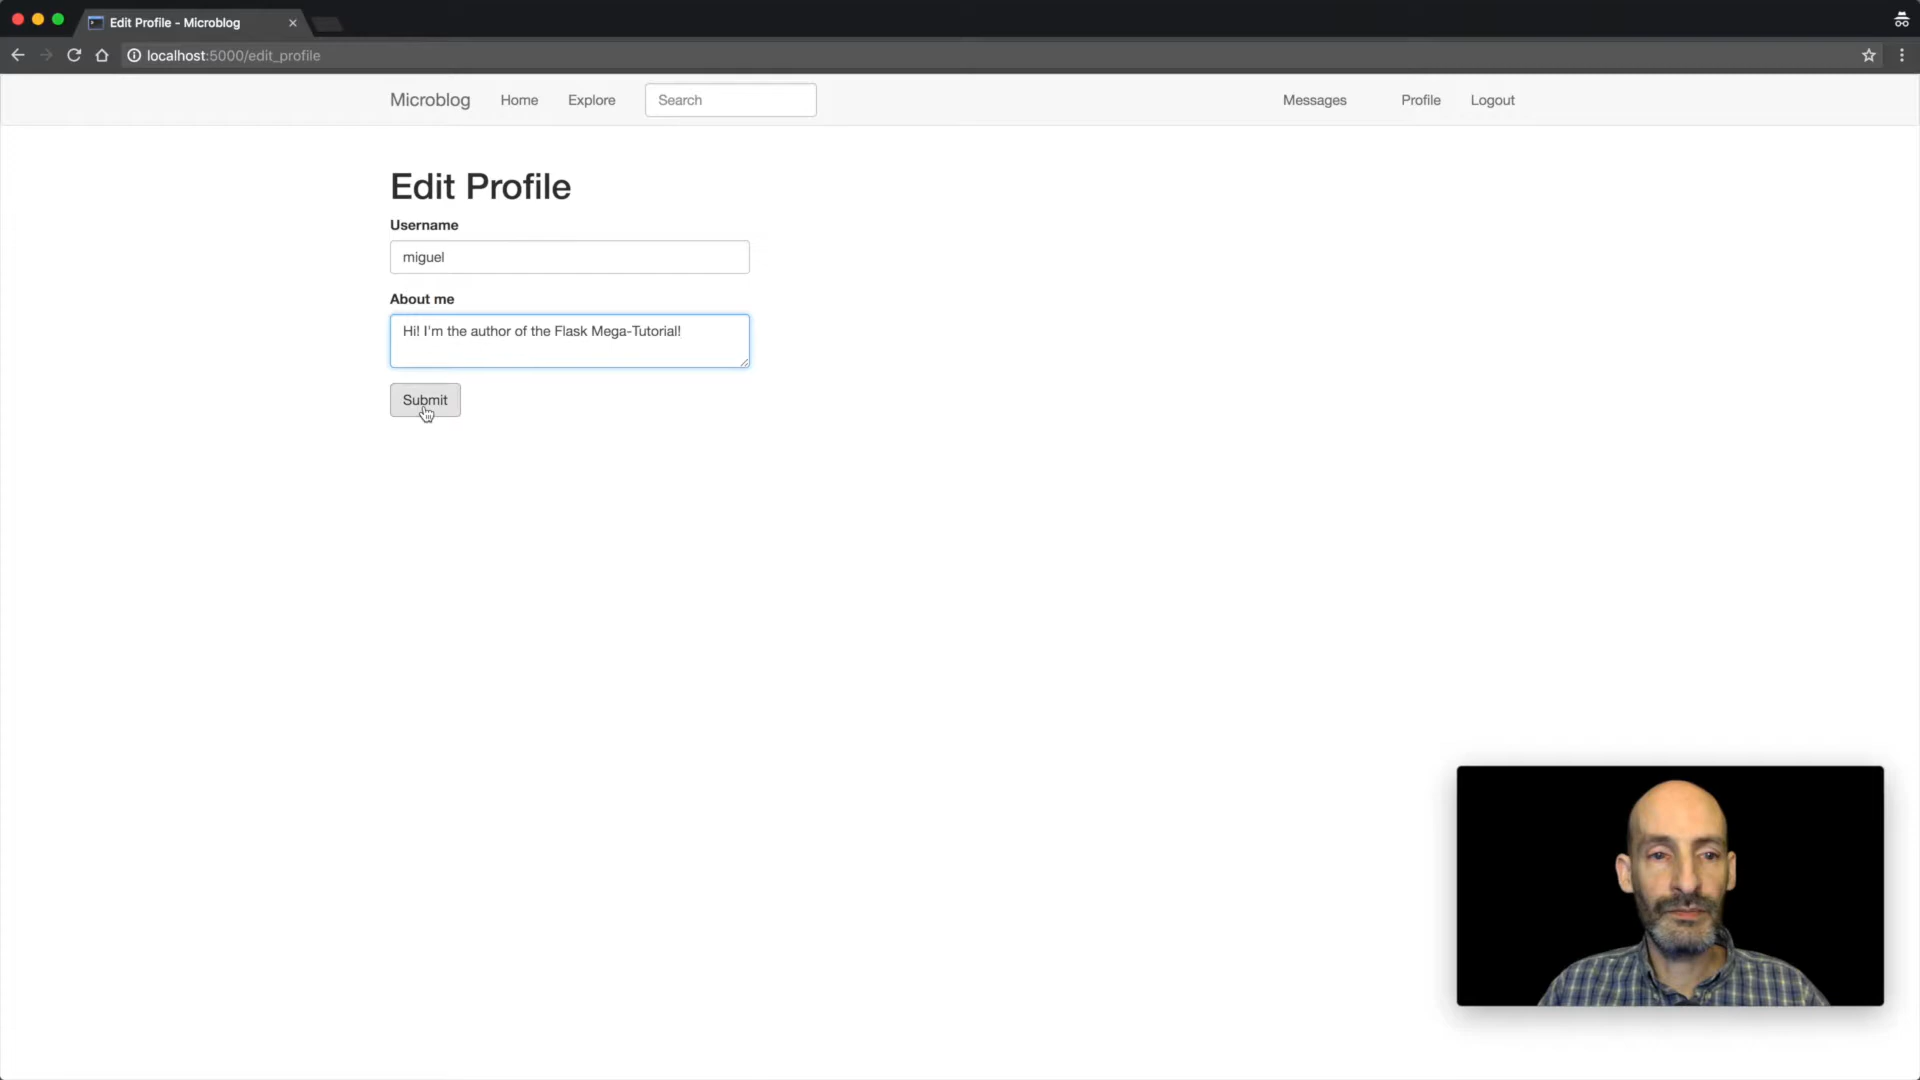 Edit Profile - Microblog
localhost:5000/edit_profile
Microblog Home Explore Search Messages Profile Logout
Edit Profile
Username
miguel
About me
Hi! I'm the author of the Flask Mega-Tutorial!
Submit